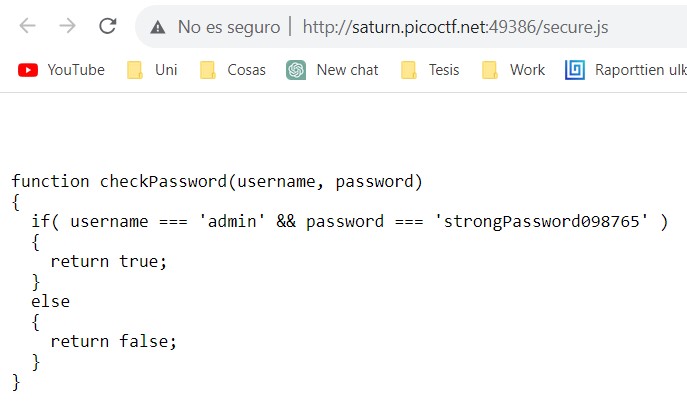 No es seguro | http://saturn.picoctf.net:49386/secure.js
YouTube Uni Cosas New chat Tesis Work Raporttien ulk
function checkPassword(username, password)
{
  if( username === 'admin' && password === 'strongPassword098765' )
  {
    return true;
  }
  else
  {
    return false;
  }
}